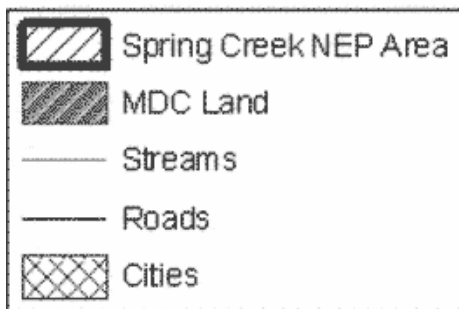 Spring Creek NEP Area
MDC Land
Streams
Roads
Cities